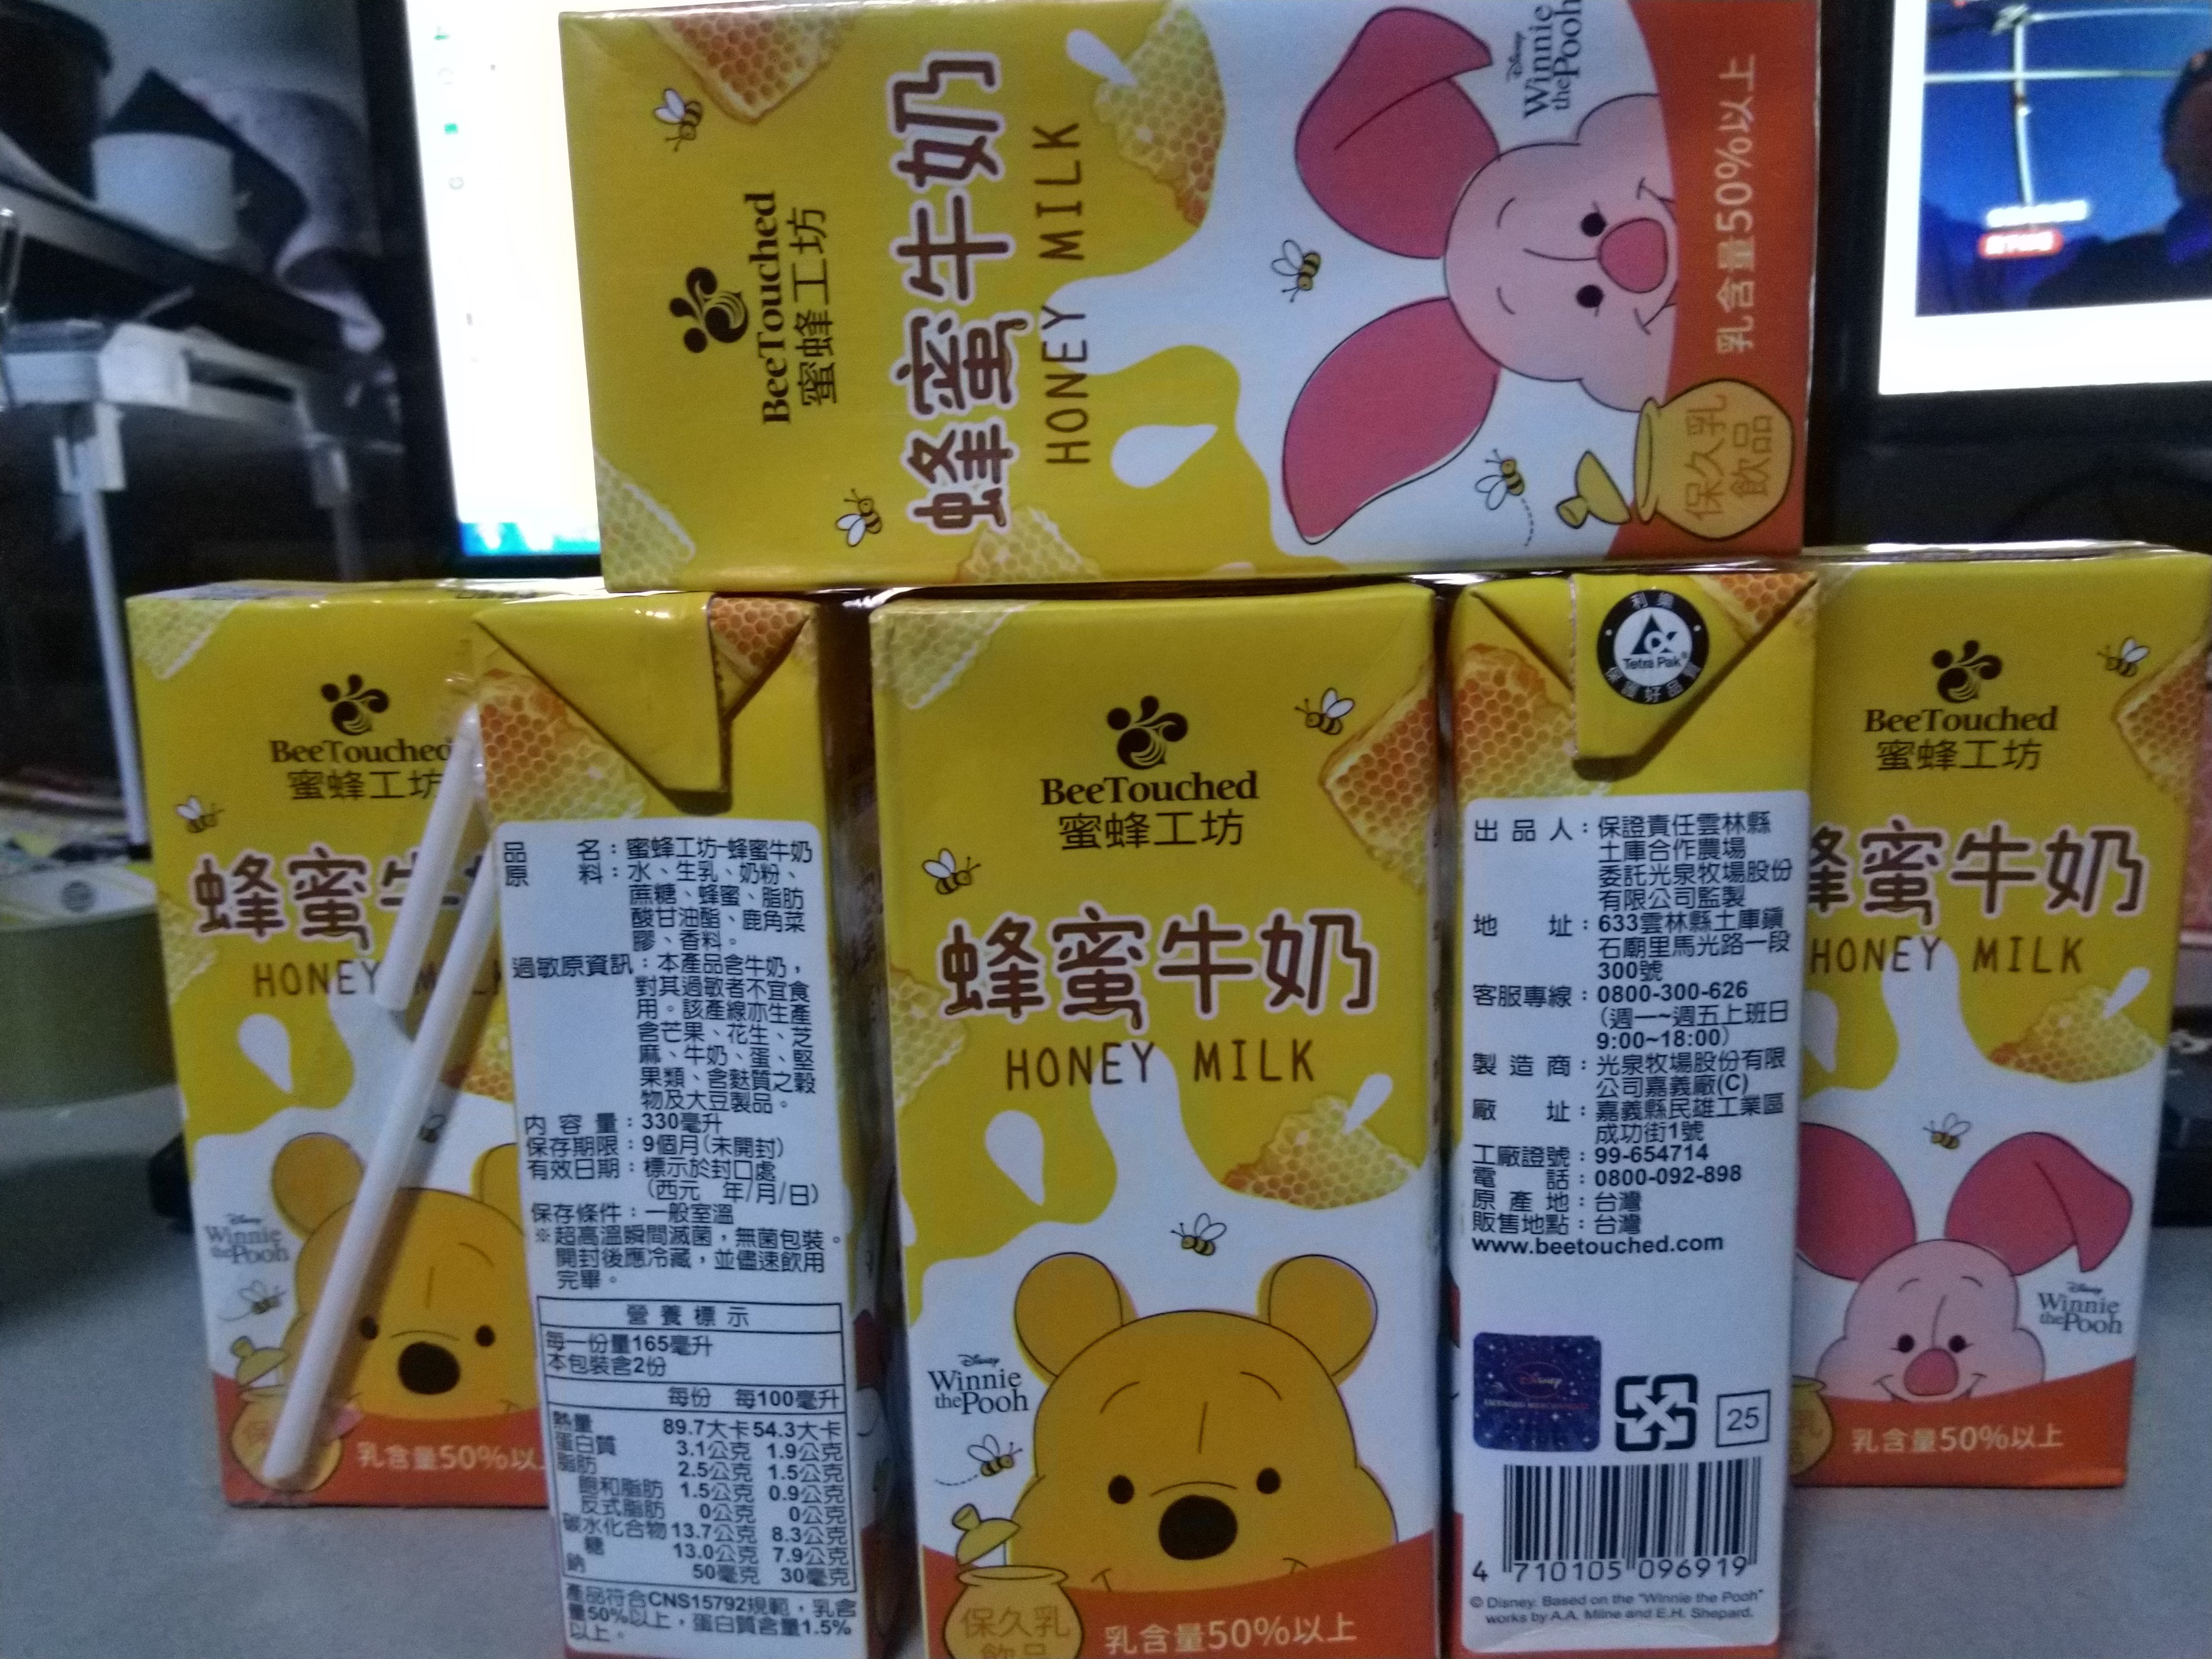 BeeTouched
蜜蜂工坊
蜂蜜牛奶
HONEY MILK
Disney
Winnie
the Pooh
乳含量50%以上
保久乳
飲品
BeeTouched
蜜蜂工坊
蜂蜜牛
HONEY MILK
Disney
Winnie
the Pooh
乳含量50%以
品　　名：蜜蜂工坊-蜂蜜牛奶
原　　料：水、生乳、奶粉、
蔗糖、蜂蜜、脂肪
酸甘油酯、鹿角菜
膠、香料。
過敏原資訊：本產品含牛奶，
對其過敏者不宜食
用。該產線亦生產
含芒果、花生、芝
麻、牛奶、蛋、堅
果類、含麩質之穀
物及大豆製品。
內容量：330毫升
保存期限：9個月(未開封)
有效日期：標示於封口處
(西元　年/月/日)
保存條件：一般室溫
※超高溫瞬間滅菌，無菌包裝。
開封後應冷藏，並儘速飲用
完畢。
營養標示
每一份量165毫升
本包裝含2份
每份　每100毫升
熱量 89.7大卡 54.3大卡
蛋白質 3.1公克 1.9公克
脂肪 2.5公克 1.5公克
飽和脂肪 1.5公克 0.9公克
反式脂肪 0公克 0公克
碳水化合物 13.7公克 8.3公克
糖 13.0公克 7.9公克
鈉 50毫克 30毫克
產品符合CNS15792規範，乳含
量50%以上，蛋白質含量1.5%
以上。
BeeTouched
蜜蜂工坊
蜂蜜牛奶
HONEY MILK
Disney
Winnie
the Pooh
保久乳
飲品
乳含量50%以上
利樂
Tetra Pak®
保護好品質
出品人：保證責任雲林縣
土庫合作農場
委託光泉牧場股份
有限公司監製
地　　址：633雲林縣土庫鎮
石廟里馬光路一段
300號
客服專線：0800-300-626
(週一~週五上班日
9:00~18:00)
製造商：光泉牧場股份有限
公司嘉義廠(C)
廠　　址：嘉義縣民雄工業區
成功街1號
工廠證號：99-654714
電　　話：0800-092-898
原產地：台灣
販售地點：台灣
www.beetouched.com
Disney
25
4 710105 096919
© Disney. Based on the "Winnie the Pooh"
works by A.A. Milne and E.H. Shepard.
BeeTouched
蜜蜂工坊
蜂蜜牛奶
HONEY MILK
Disney
Winnie
the Pooh
乳含量50%以上